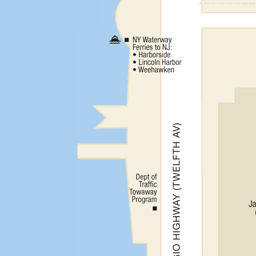 NY Waterway
Ferries to NJ:
• Harborside
• Lincoln Harbor
• Weehawken
Dept of
Traffic
Towaway
Program
HIGHWAY (TWELFTH AV)